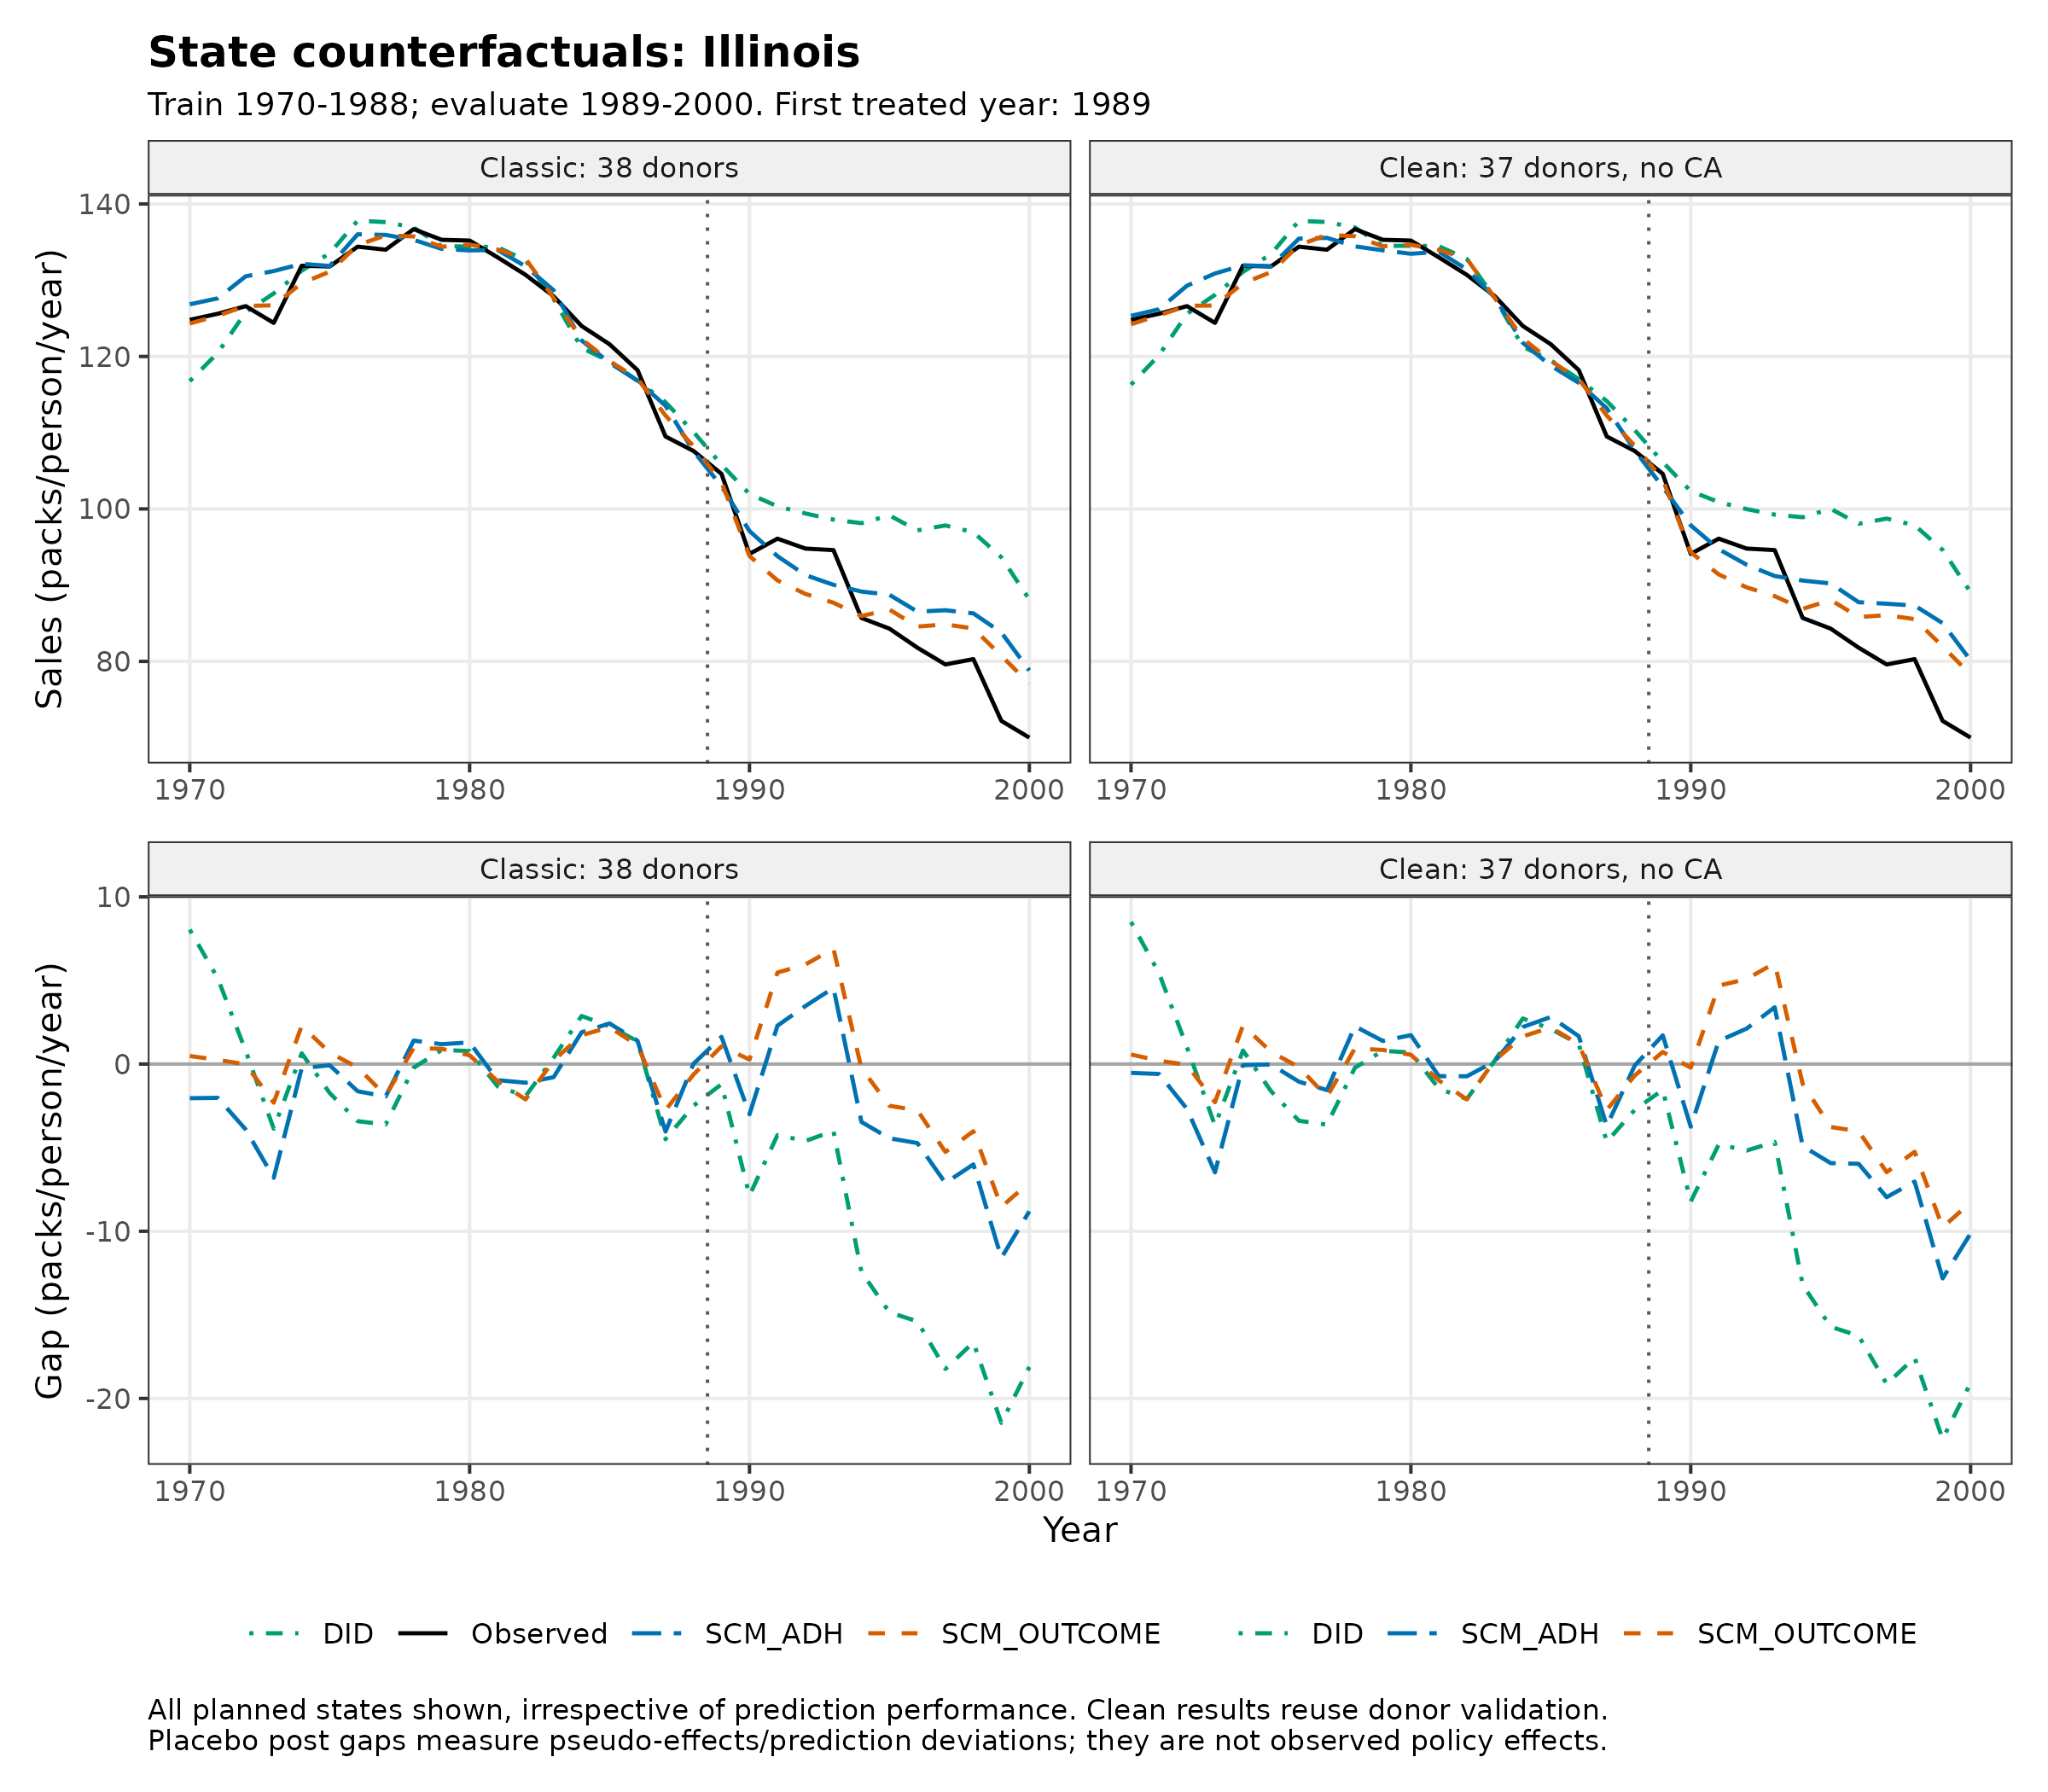 State counterfactuals: Illinois
Train 1970-1988; evaluate 1989-2000. First treated year: 1989
Classic: 38 donors
Clean: 37 donors, no CA
Sales (packs/person/year)
140
120
100
80
1970 1980 1990 2000
1970 1980 1990 2000
Classic: 38 donors
Clean: 37 donors, no CA
Gap (packs/person/year)
10
0
-10
-20
1970 1980 1990 2000
1970 1980 1990 2000
Year
DID Observed SCM_ADH SCM_OUTCOME
DID SCM_ADH SCM_OUTCOME
All planned states shown, irrespective of prediction performance. Clean results reuse donor validation.
Placebo post gaps measure pseudo-effects/prediction deviations; they are not observed policy effects.